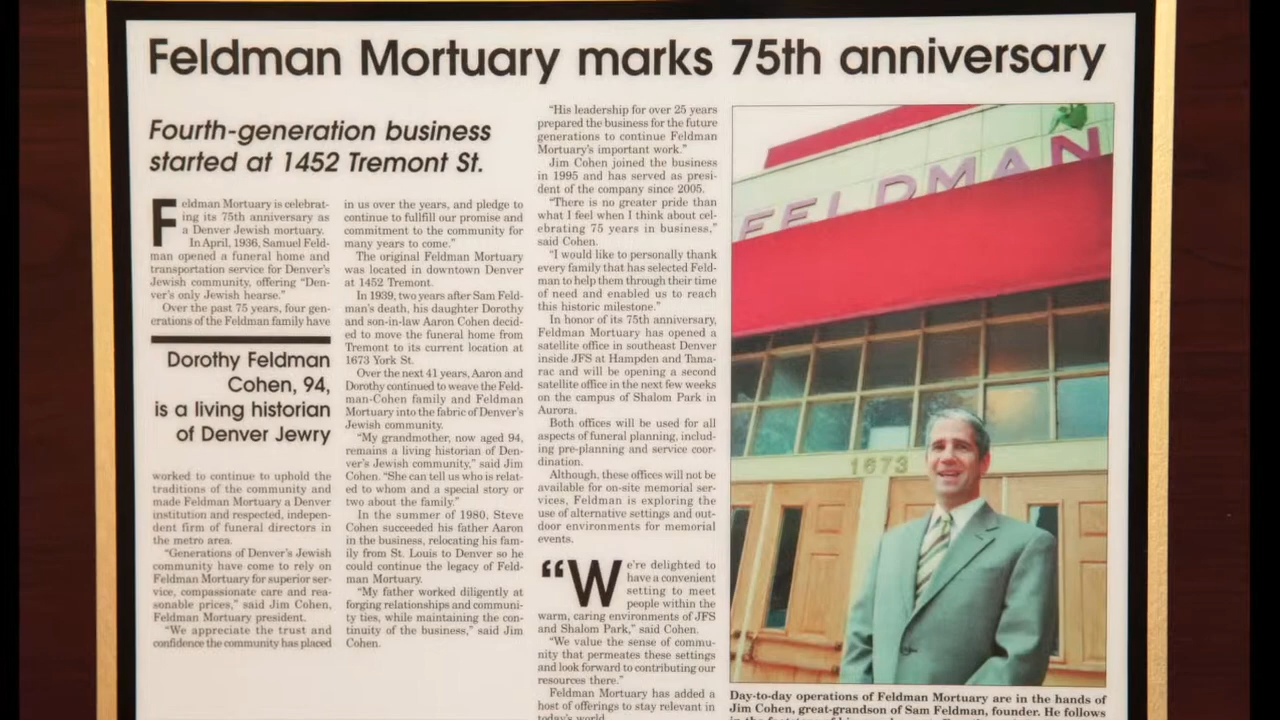 Feldman Mortuary marks 75th anniversary
Fourth-generation business
started at 1452 Tremont St.
Feldman Mortuary is celebrat-
ing its 75th anniversary as
a Denver Jewish mortuary.
In April, 1936, Samuel Feld-
man opened a funeral home and
transportation service for Denver's
Jewish community, offering "Den-
ver's only Jewish hearse."
Over the past 75 years, four gen-
erations of the Feldman family have
Dorothy Feldman
Cohen, 94,
is a living historian
of Denver Jewry
worked to continue to uphold the
traditions of the community and
made Feldman Mortuary a Denver
institution and respected, indepen-
dent firm of funeral directors in
the metro area.
"Generations of Denver's Jewish
community have come to rely on
Feldman Mortuary for superior ser-
vice, compassionate care and rea-
sonable prices," said Jim Cohen,
Feldman Mortuary president.
"We appreciate the trust and
confidence the community has placed
in us over the years, and pledge to
continue to fullfill our promise and
commitment to the community for
many years to come."
The original Feldman Mortuary
was located in downtown Denver
at 1452 Tremont.
In 1939, two years after Sam Feld-
man's death, his daughter Dorothy
and son-in-law Aaron Cohen decid-
ed to move the funeral home from
Tremont to its current location at
1673 York St.
Over the next 41 years, Aaron and
Dorothy continued to weave the Feld-
man-Cohen family and Feldman
Mortuary into the fabric of Denver's
Jewish community.
"My grandmother, now aged 94,
remains a living historian of Den-
ver's Jewish community," said Jim
Cohen. "She can tell us who is relat-
ed to whom and a special story or
two about the family."
In the summer of 1980, Steve
Cohen succeeded his father Aaron
in the business, relocating his fam-
ily from St. Louis to Denver so he
could continue the legacy of Feld-
man Mortuary.
"My father worked diligently at
forging relationships and communi-
ty ties, while maintaining the con-
tinuity of the business," said Jim
Cohen.
"His leadership for over 25 years
prepared the business for the future
generations to continue Feldman
Mortuary's important work."
Jim Cohen joined the business
in 1995 and has served as presi-
dent of the company since 2005.
"There is no greater pride than
what I feel when I think about cel-
ebrating 75 years in business,"
said Cohen.
"I would like to personally thank
every family that has selected Feld-
man to help them through their time
of need and enabled us to reach
this historic milestone."
In honor of its 75th anniversary,
Feldman Mortuary has opened a
satellite office in southeast Denver
inside JFS at Hampden and Tama-
rac and will be opening a second
satellite office in the next few weeks
on the campus of Shalom Park in
Aurora.
Both offices will be used for all
aspects of funeral planning, includ-
ing pre-planning and service coor-
dination.
Although, these offices will not be
available for on-site memorial ser-
vices, Feldman is exploring the
use of alternative settings and out-
door environments for memorial
events.
"We're delighted to
have a convenient
setting to meet
people within the
warm, caring environments of JFS
and Shalom Park," said Cohen.
"We value the sense of commu-
nity that permeates these settings
and look forward to contributing our
resources there."
Feldman Mortuary has added a
host of offerings to stay relevant in
today's world.
FELDMAN
1673
Day-to-day operations of Feldman Mortuary are in the hands of
Jim Cohen, great-grandson of Sam Feldman, founder. He follows